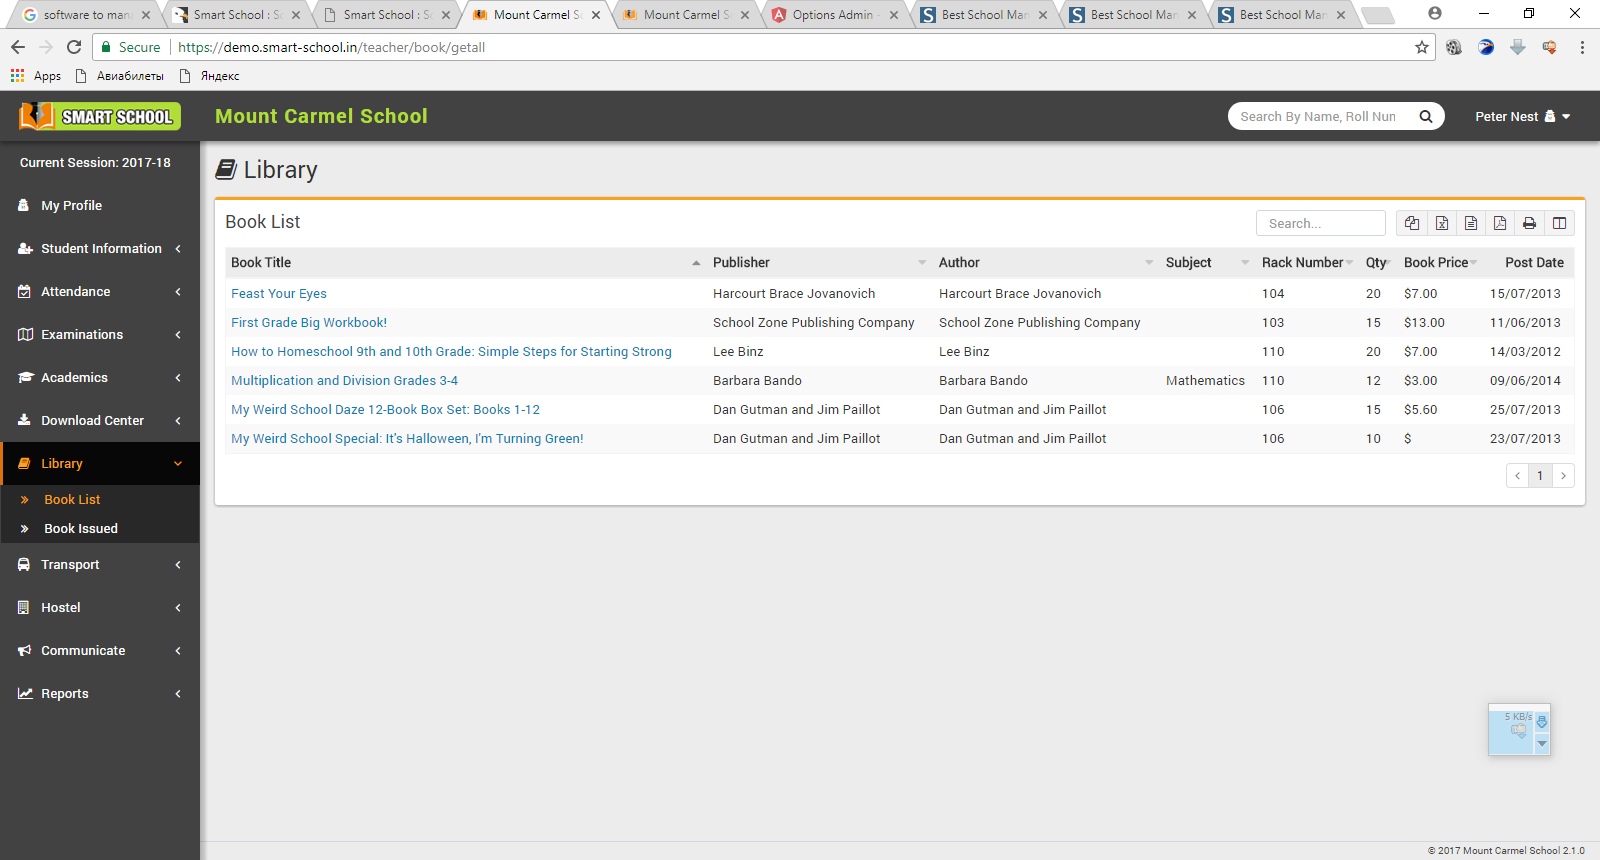 software to mana
Smart School : Sc
Smart School : Sc
Mount Carmel Sc
Mount Carmel Sc
Options Admin -
Best School Man
Best School Man
Best School Man
Secure https://demo.smart-school.in/teacher/book/getall
Apps Авиабилеты Яндекс
SMART SCHOOL
Mount Carmel School
Search By Name, Roll Num
Peter Nest
Current Session: 2017-18
My Profile
Student Information
Attendance
Examinations
Academics
Download Center
Library
Book List
Book Issued
Transport
Hostel
Communicate
Reports
Library
Book List
Search...
Book Title Publisher Author Subject Rack Number Qty Book Price Post Date
Feast Your Eyes Harcourt Brace Jovanovich Harcourt Brace Jovanovich 104 20 $7.00 15/07/2013
First Grade Big Workbook! School Zone Publishing Company School Zone Publishing Company 103 15 $13.00 11/06/2013
How to Homeschool 9th and 10th Grade: Simple Steps for Starting Strong Lee Binz Lee Binz 110 20 $7.00 14/03/2012
Multiplication and Division Grades 3-4 Barbara Bando Barbara Bando Mathematics 110 12 $3.00 09/06/2014
My Weird School Daze 12-Book Box Set: Books 1-12 Dan Gutman and Jim Paillot Dan Gutman and Jim Paillot 106 15 $5.60 25/07/2013
My Weird School Special: It's Halloween, I'm Turning Green! Dan Gutman and Jim Paillot Dan Gutman and Jim Paillot 106 10 $ 23/07/2013
1
5 KB/s
© 2017 Mount Carmel School 2.1.0